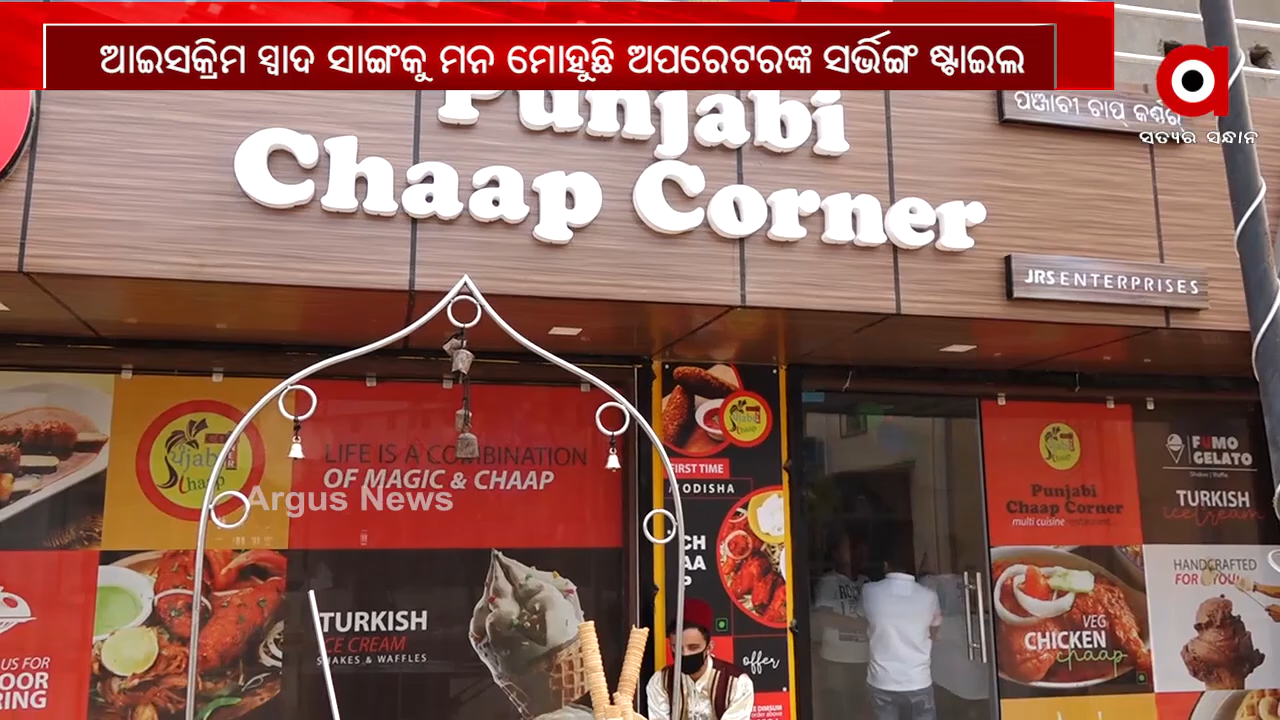 ଆଇସକ୍ରିମ ସ୍ୱାଦ ସାଙ୍ଗକୁ ମନ ମୋହୁଛି ଅପରେଟରଙ୍କ ସର୍ଭିଙ୍ଗ ଷ୍ଟାଇଲ
ସତ୍ୟର ସନ୍ଧାନ
Punjabi
Chaap Corner
ପଞ୍ଜାବୀ ଚାପ୍ କର୍ଣ୍ଣର
JRS ENTERPRISES
LIFE IS A COMBINATION
OF MAGIC & CHAAP
Argus News
FIRST TIME
ODISHA
TURKISH
ICE CREAM
SHAKES & WAFFLES
US FOR
offer
Punjabi
Chaap Corner
multi cuisine restaurant
FUMO
GELATO
TURKISH
ice cream
HANDCRAFTED
FOR YOU
VEG
CHICKEN
chaap